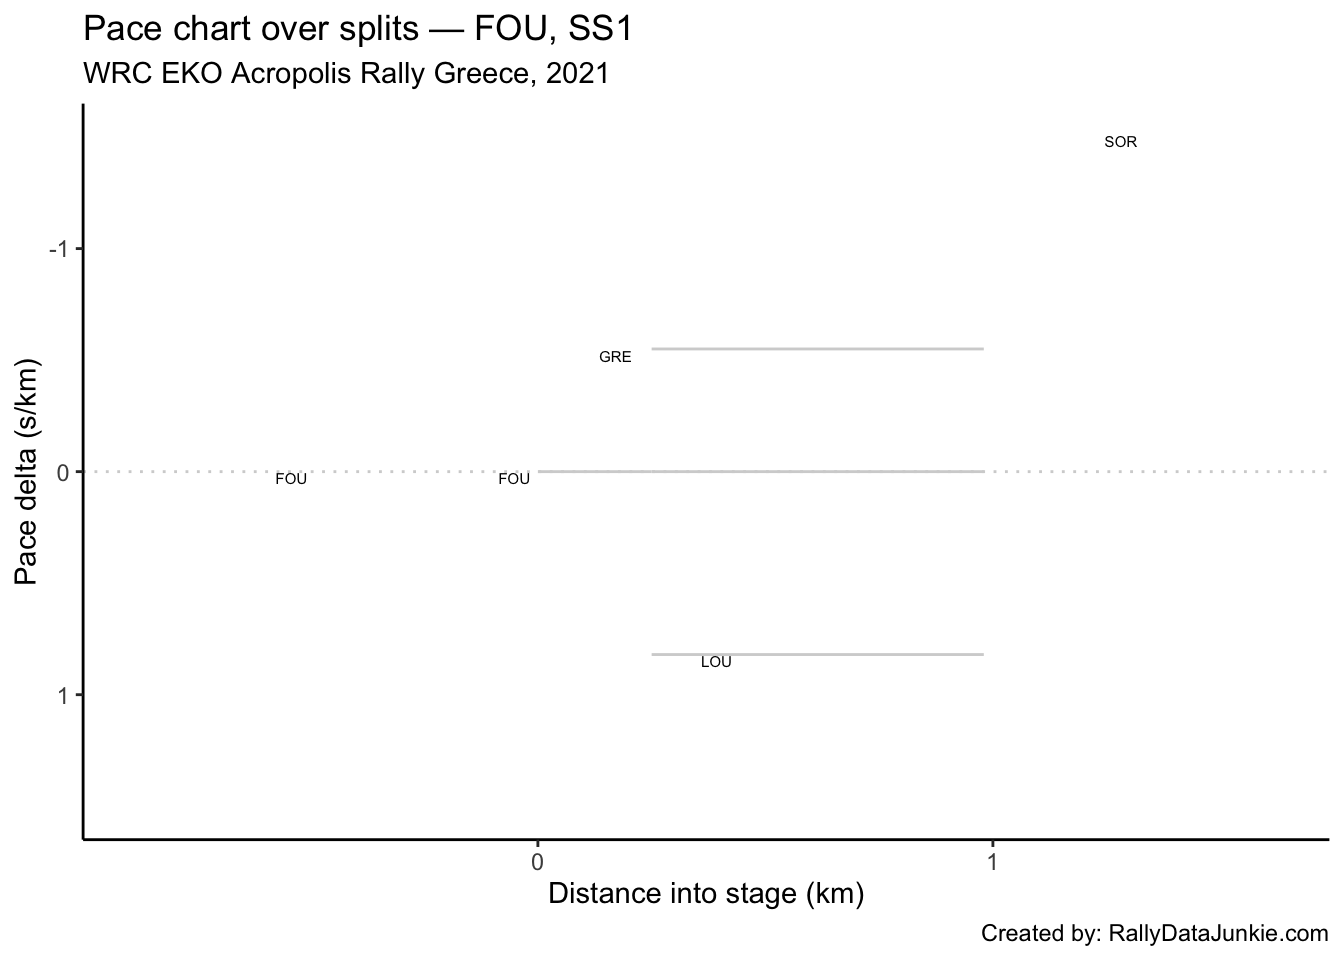 Pace chart over splits — FOU, SS1
WRC EKO Acropolis Rally Greece, 2021
SOR
-1
GRE
0
FOU FOU
LOU
1
0 1
Pace delta (s/km)
Distance into stage (km)
Created by: RallyDataJunkie.com